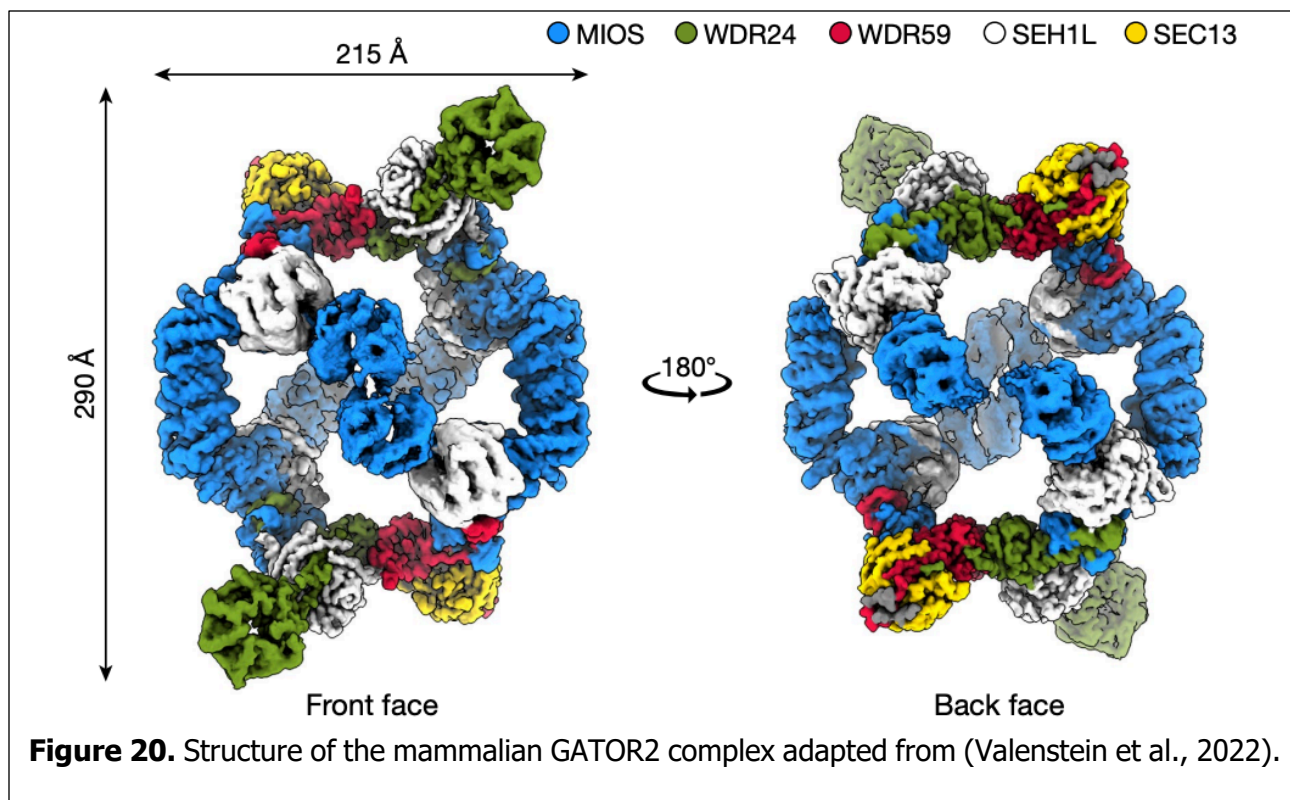 MIOS WDR24 WDR59 SEH1L SEC13
215 Å
290 Å
180°
Front face Back face
Figure 20. Structure of the mammalian GATOR2 complex adapted from (Valenstein et al., 2022).